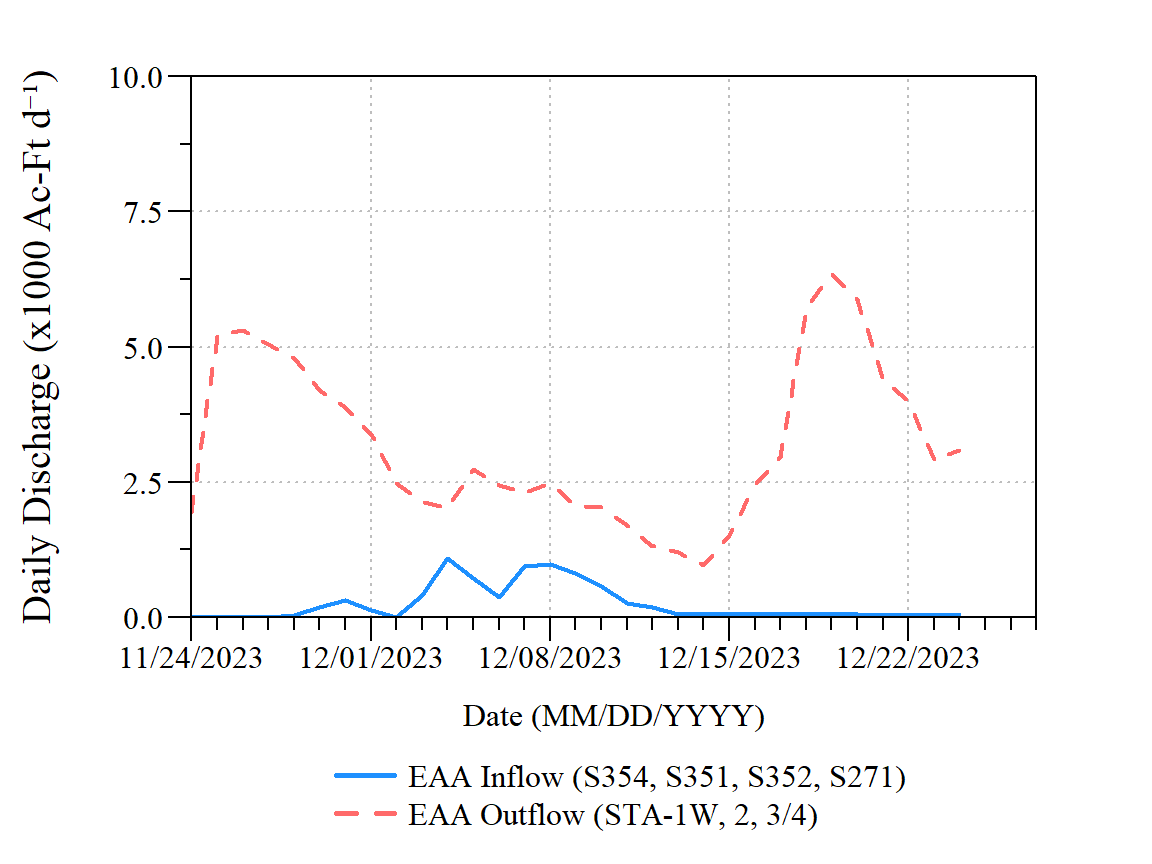 Daily Discharge (x1000 Ac-Ft d⁻¹)
10.0
7.5
5.0
2.5
0.0
11/24/2023 12/01/2023 12/08/2023 12/15/2023 12/22/2023
Date (MM/DD/YYYY)
EAA Inflow (S354, S351, S352, S271)
EAA Outflow (STA-1W, 2, 3/4)